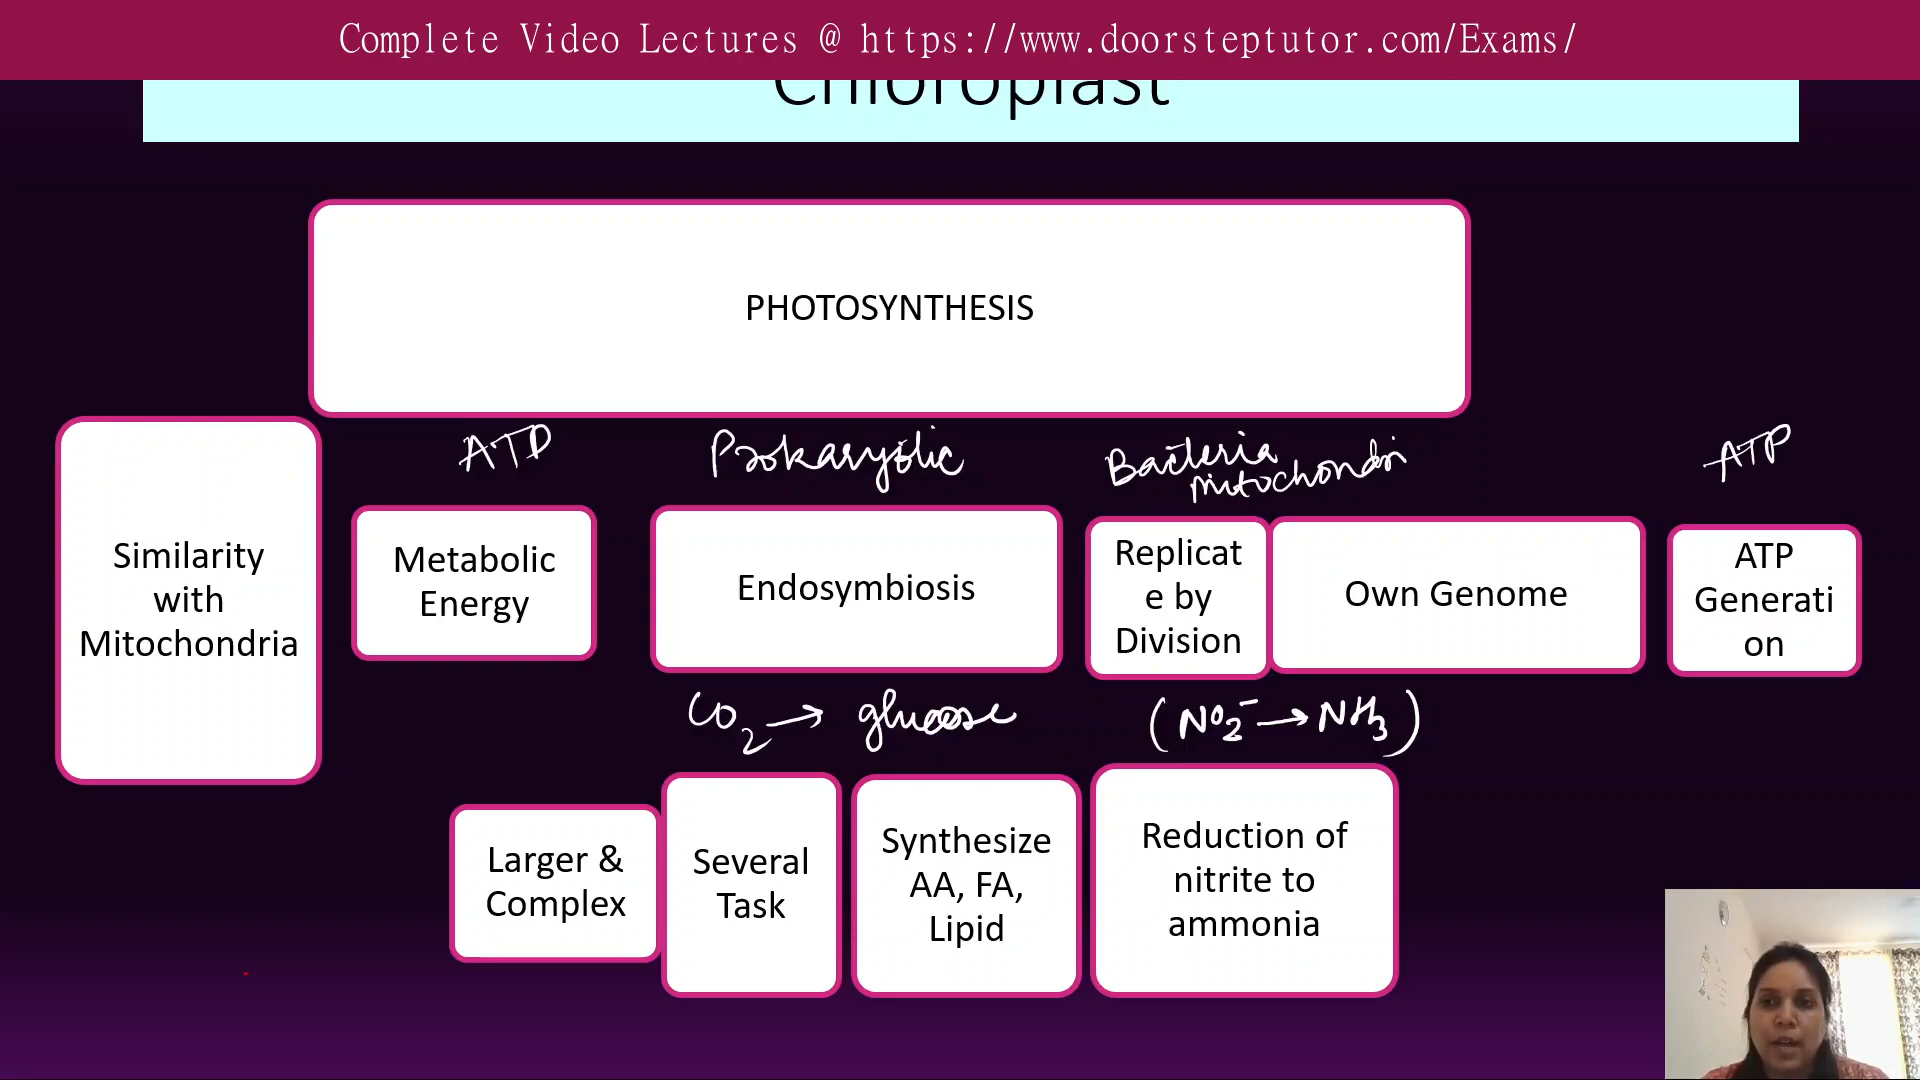 Complete Video Lectures @ https://www.doorsteptutor.com/Exams/
Chloroplast
PHOTOSYNTHESIS
Similarity
with
Mitochondria
ATP
Metabolic
Energy
Prokaryotic
Endosymbiosis
Bacteria
mitochondri
Replicat
e by
Division
Own Genome
ATP
ATP
Generati
on
CO2 → glucose
(NO2⁻ → NH3)
Larger &
Complex
Several
Task
Synthesize
AA, FA,
Lipid
Reduction of
nitrite to
ammonia